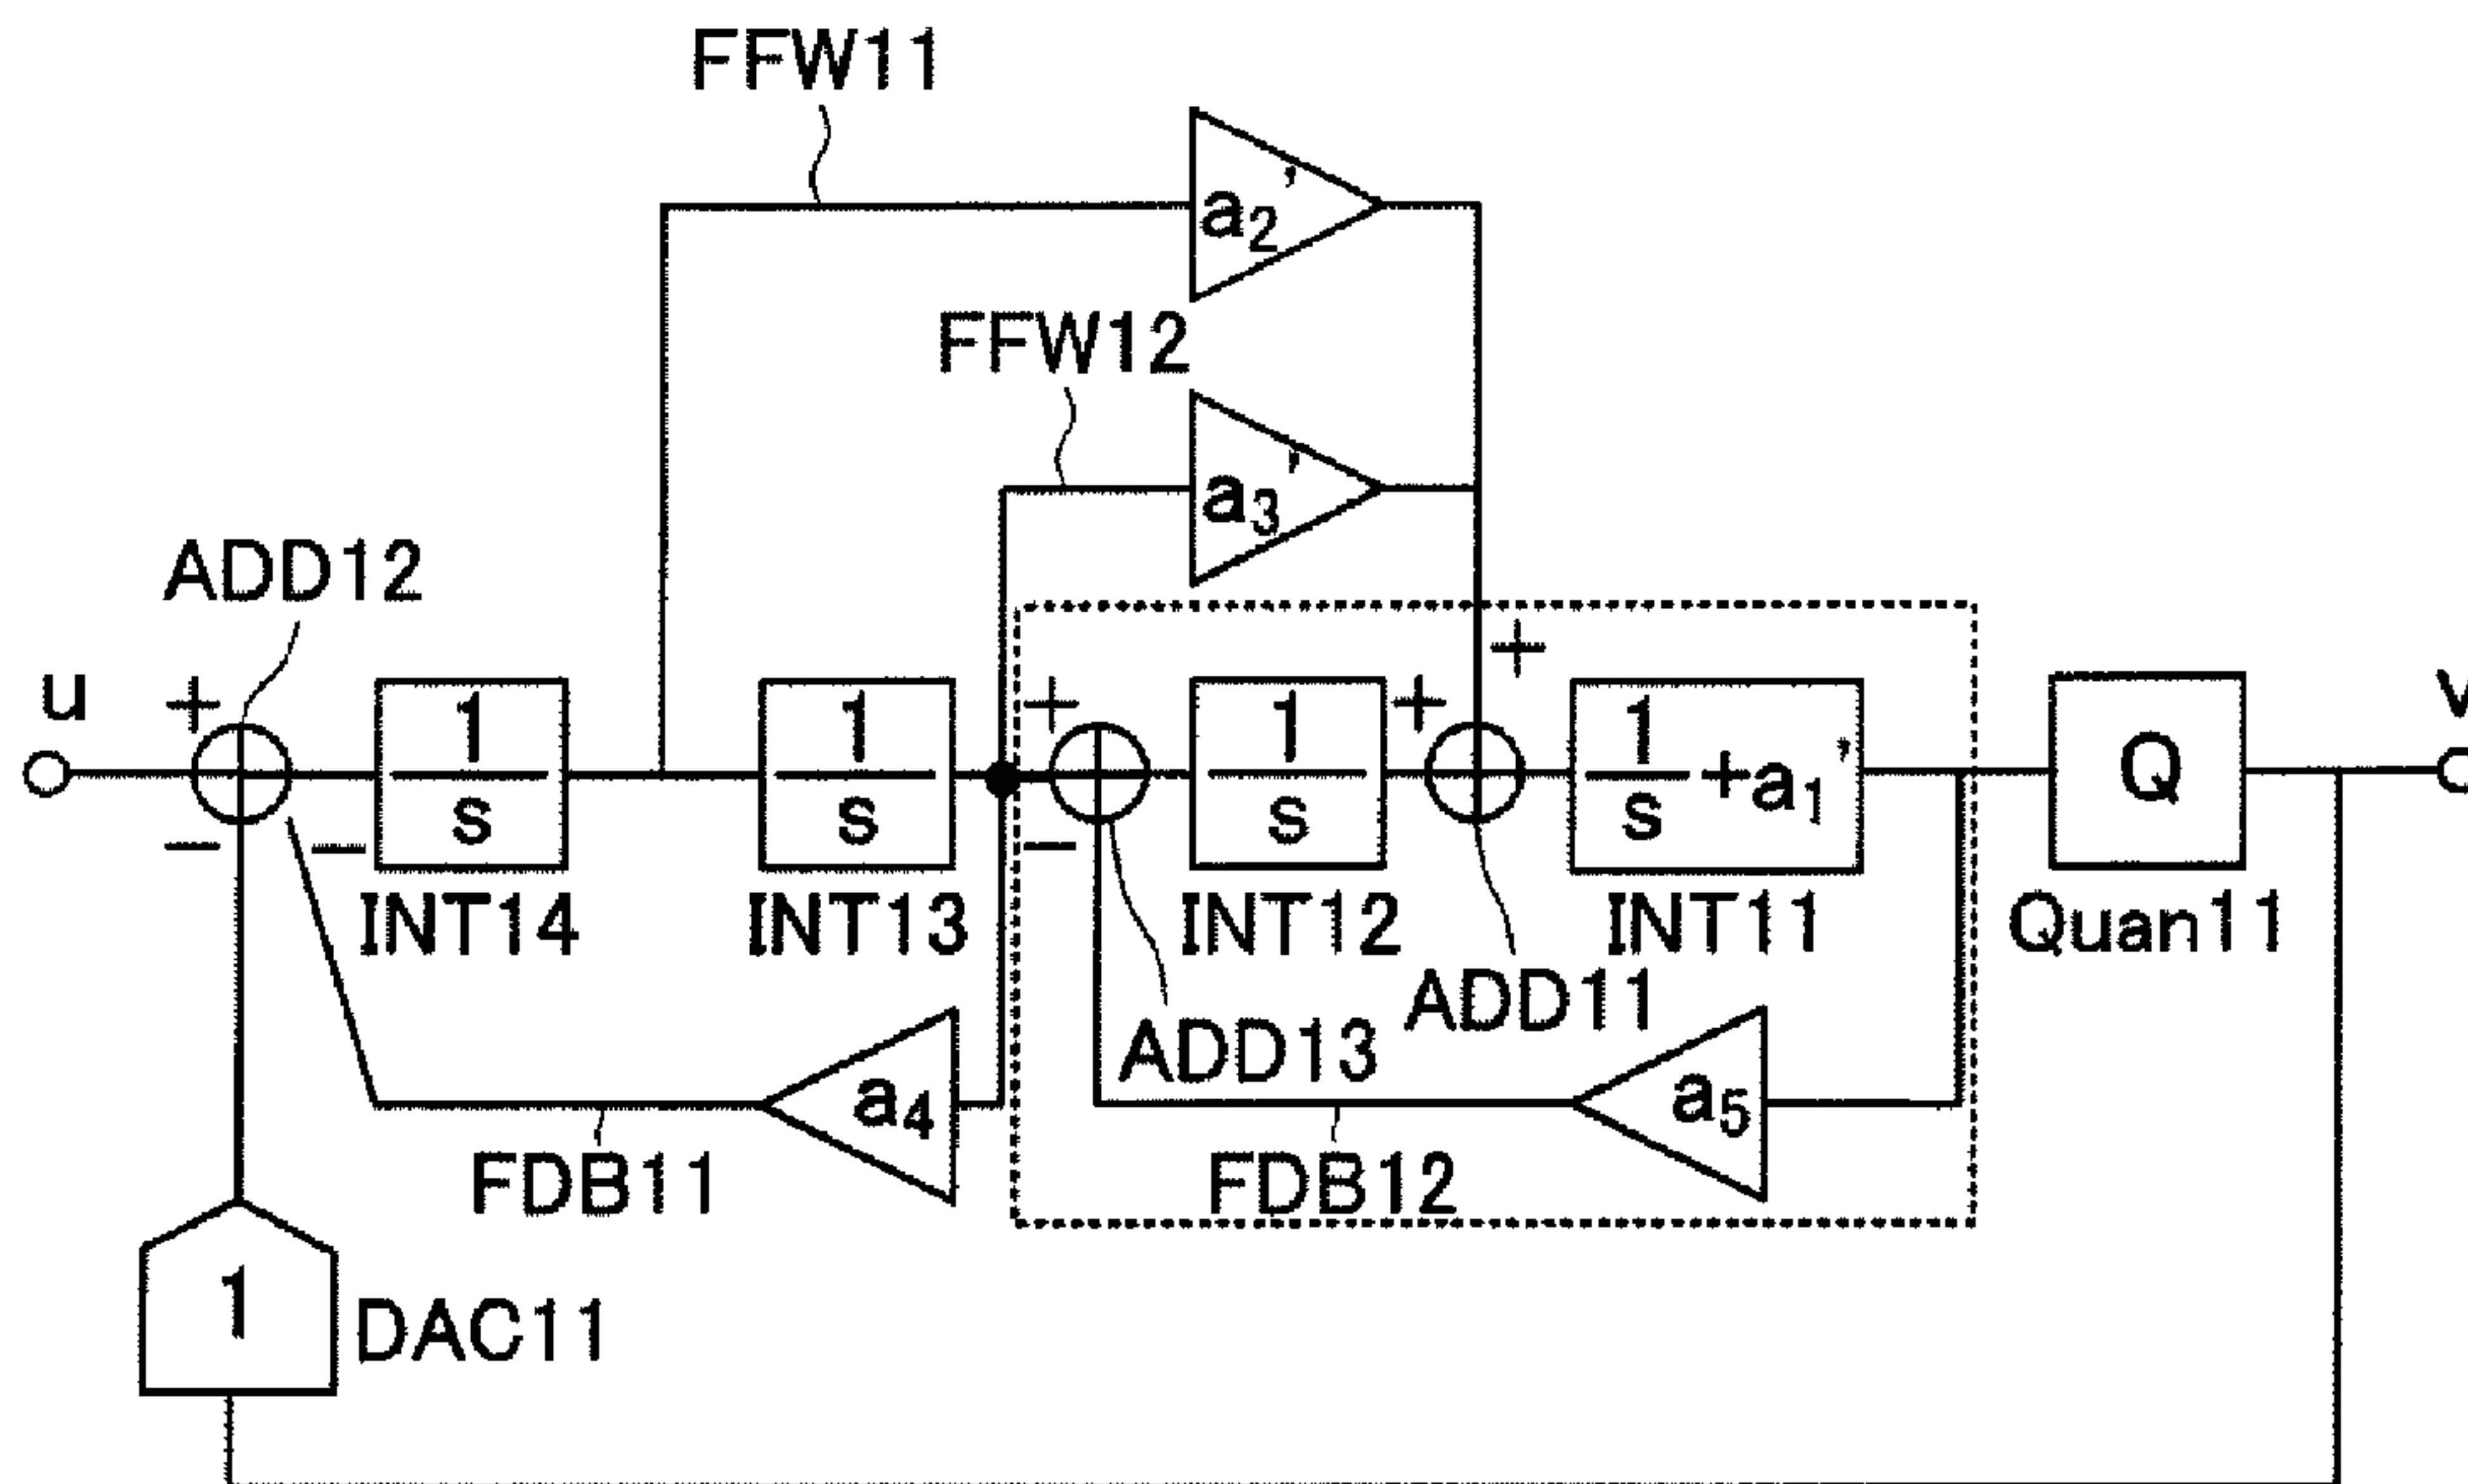 FFW11
a2'
FFW12
a3'
ADD12
u
+
+
+
+
v
1/s
1/s
1/s
1/s +a1'
Q
−
−
−
INT14
INT13
INT12
INT11
Quan11
ADD11
ADD13
a4
a5
FDB11
FDB12
1
DAC11